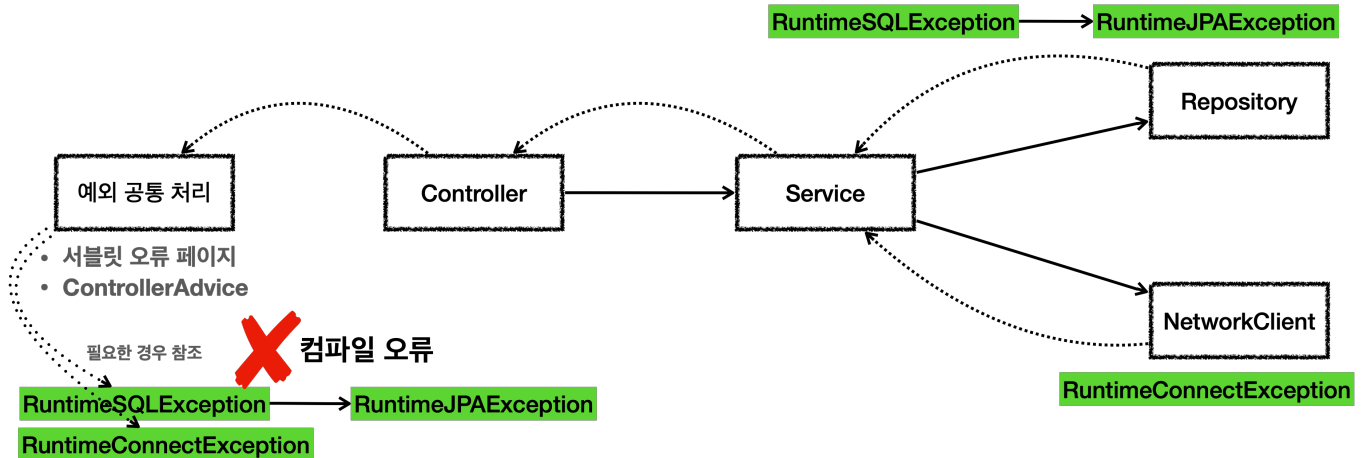 RuntimeSQLException
RuntimeJPAException
Repository
예외 공통 처리
Controller
Service
• 서블릿 오류 페이지
• ControllerAdvice
NetworkClient
필요한 경우 참조
컴파일 오류
RuntimeConnectException
RuntimeSQLException
RuntimeJPAException
RuntimeConnectException